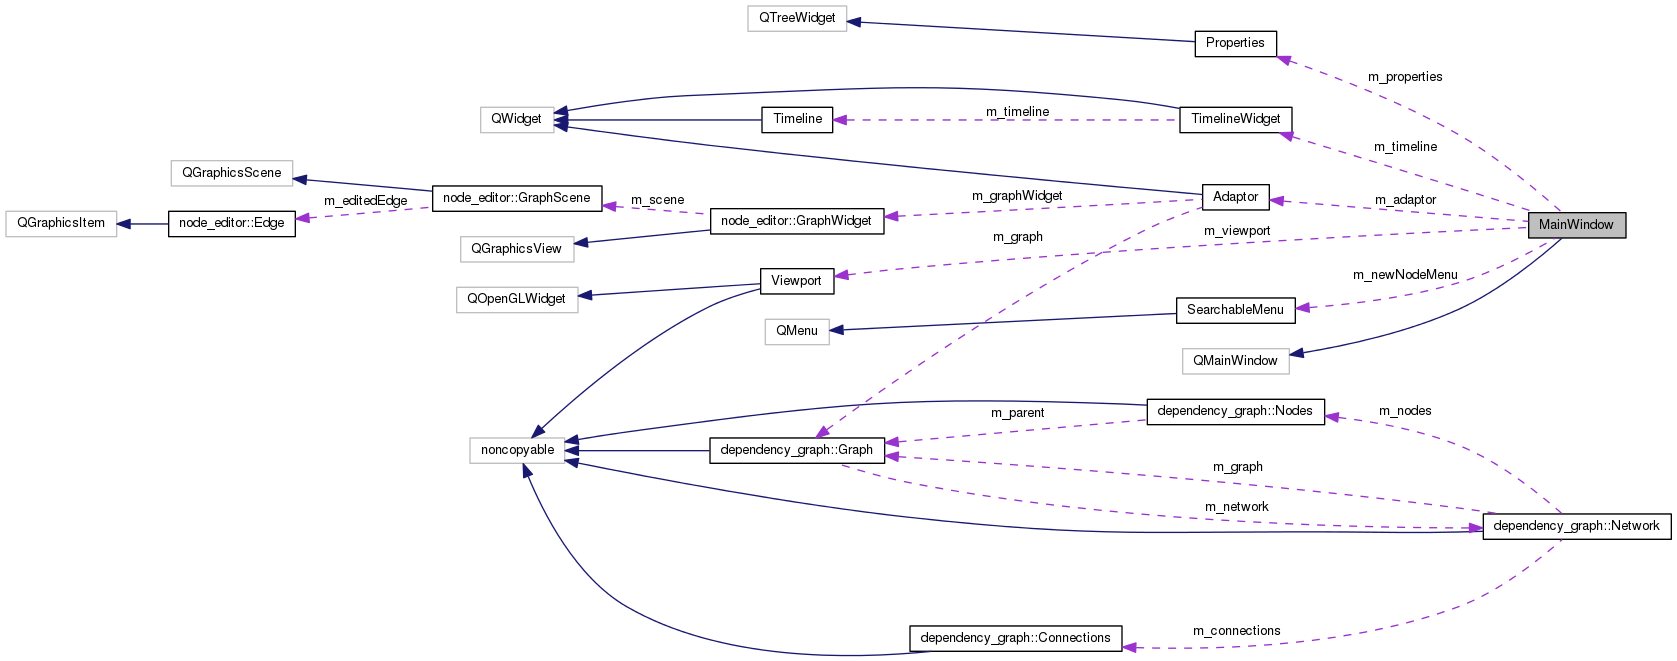 QTreeWidget
Properties
m_properties
QWidget
Timeline
m_timeline
TimelineWidget
m_timeline
QGraphicsScene
m_editedEdge
node_editor::GraphScene
m_scene
m_graphWidget
Adaptor
m_adaptor
QGraphicsItem
node_editor::Edge
node_editor::GraphWidget
MainWindow
QGraphicsView
m_graph
m_viewport
QOpenGLWidget
Viewport
m_newNodeMenu
QMenu
SearchableMenu
QMainWindow
m_parent
dependency_graph::Nodes
m_nodes
noncopyable
dependency_graph::Graph
m_graph
m_network
dependency_graph::Network
dependency_graph::Connections
m_connections